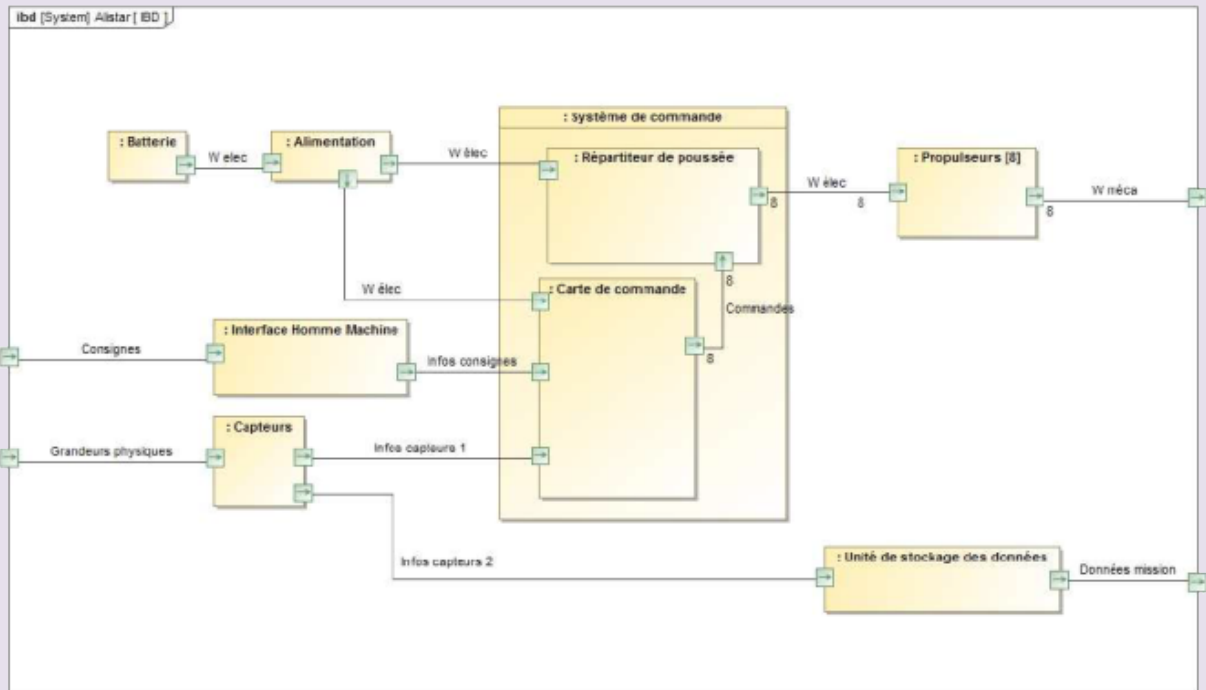 ibd [System] Alistar [ IBD ]
: Système de commande
: Batterie
W elec
: Alimentation
W élec
: Répartiteur de poussée
8
W élec
8
: Propulseurs [8]
8
W méca
8
W élec
: Carte de commande
Commandes
8
Consignes
: Interface Homme Machine
Infos consignes
Grandeurs physiques
: Capteurs
Infos capteurs 1
Infos capteurs 2
: Unité de stockage des données
Données mission